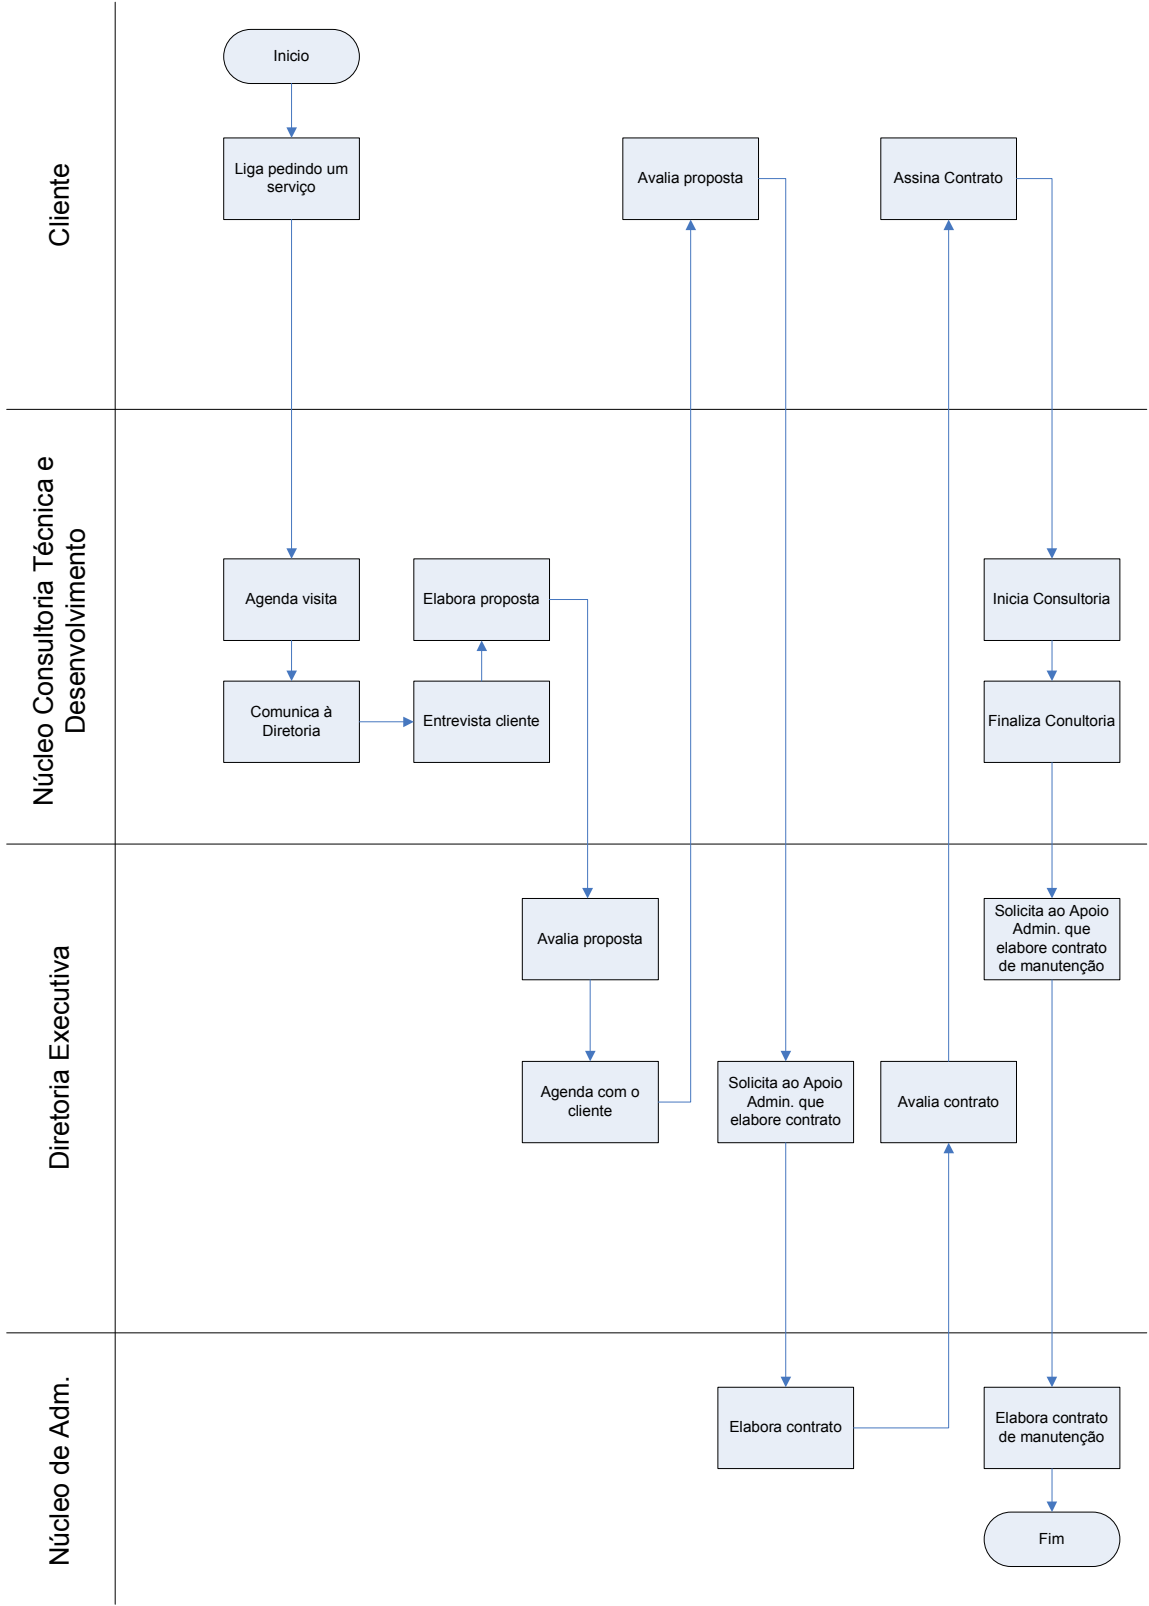 Cliente
Inicio
Liga pedindo um
serviço
Avalia proposta
Assina Contrato
Núcleo Consultoria Técnica e
Desenvolvimento
Agenda visita
Elabora proposta
Inicia Consultoria
Comunica à
Diretoria
Entrevista cliente
Finaliza Conultoria
Diretoria Executiva
Avalia proposta
Solicita ao Apoio
Admin. que
elabore contrato
de manutenção
Agenda com o
cliente
Solicita ao Apoio
Admin. que
elabore contrato
Avalia contrato
Núcleo de Adm.
Elabora contrato
Elabora contrato
de manutenção
Fim